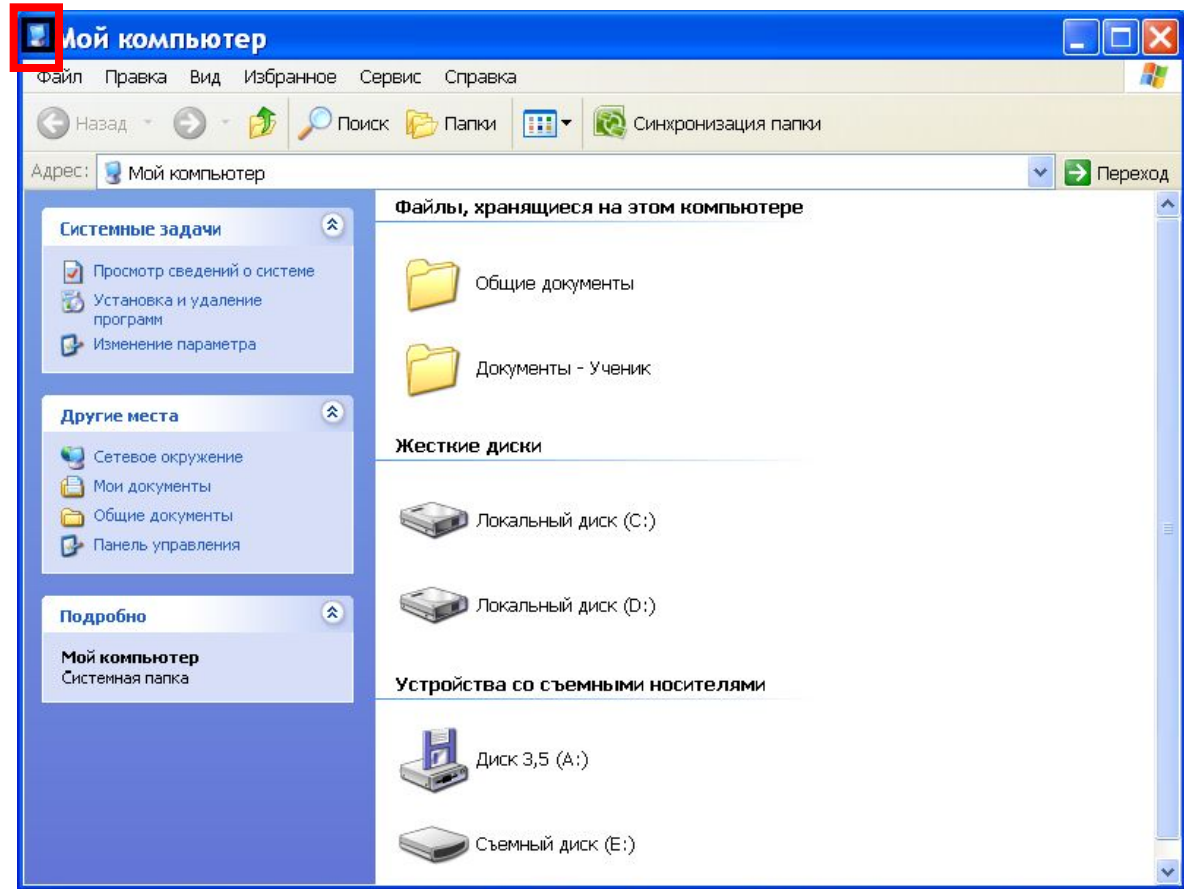 Мой компьютер
Файл Правка Вид Избранное Сервис Справка
Назад Поиск Папки Синхронизация папки
Адрес: Мой компьютер Переход
Системные задачи
Просмотр сведений о системе
Установка и удаление
программ
Изменение параметра
Другие места
Сетевое окружение
Мои документы
Общие документы
Панель управления
Подробно
Мой компьютер
Системная папка
Файлы, хранящиеся на этом компьютере
Общие документы
Документы - Ученик
Жесткие диски
Локальный диск (C:)
Локальный диск (D:)
Устройства со съемными носителями
Диск 3,5 (A:)
Съемный диск (E:)